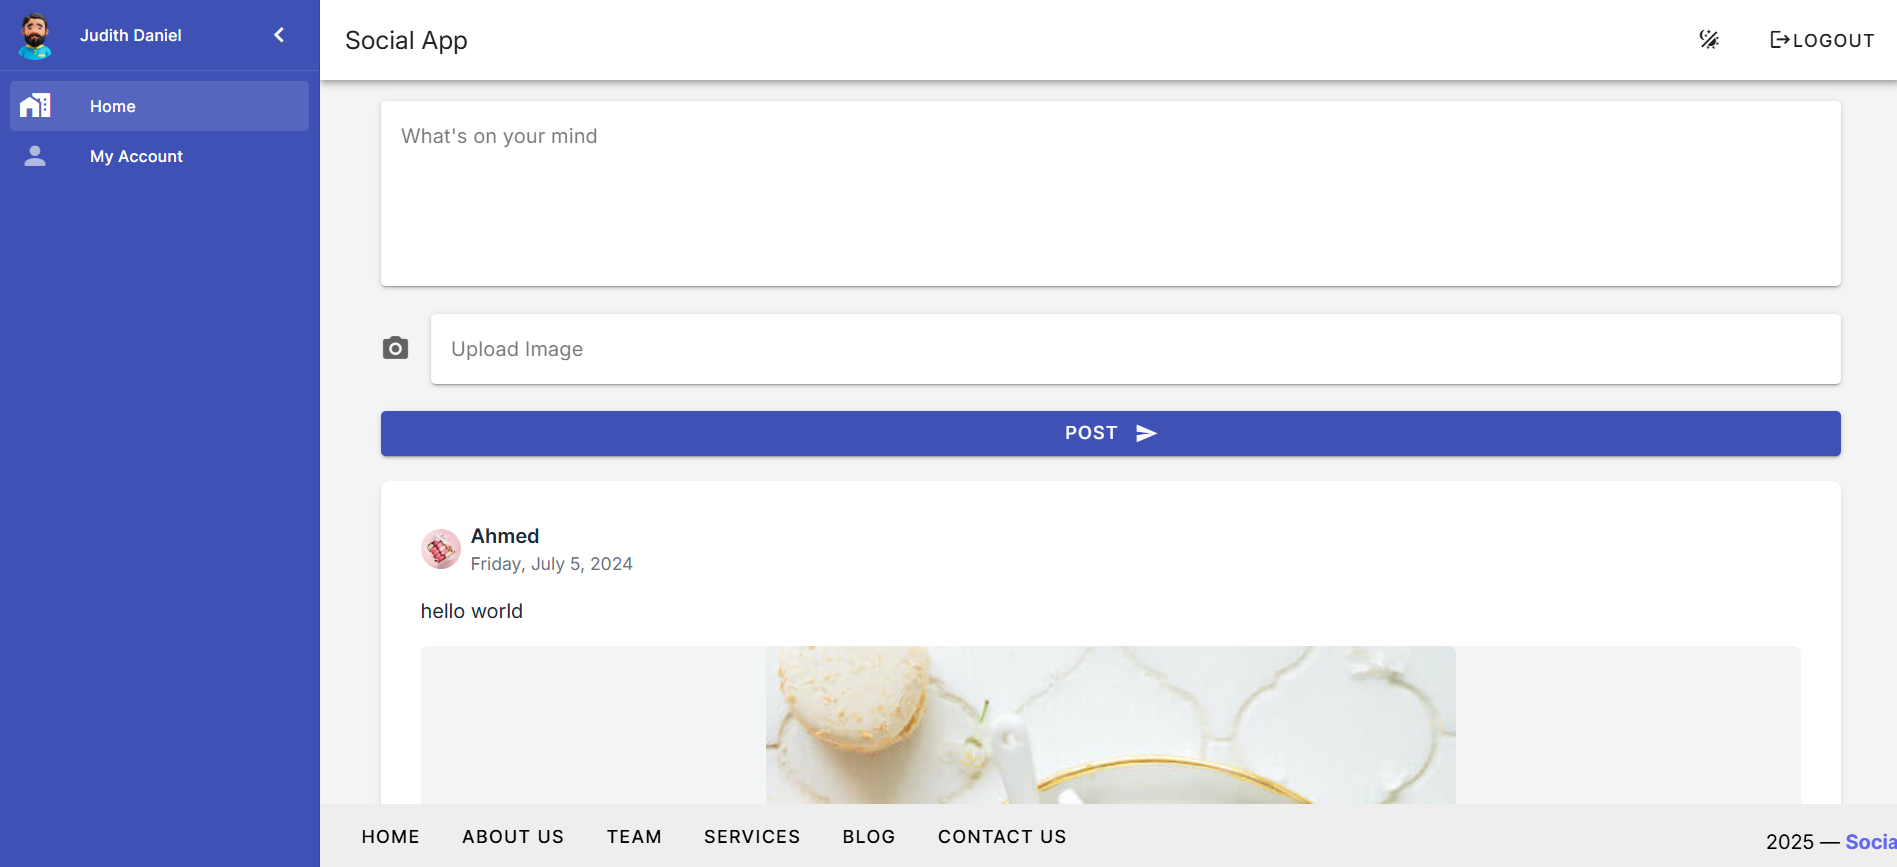 Judith Daniel
Home
My Account
Social App
LOGOUT
What's on your mind
Upload Image
POST
Ahmed
Friday, July 5, 2024
hello world
HOME ABOUT US TEAM SERVICES BLOG CONTACT US
2025 — Socia